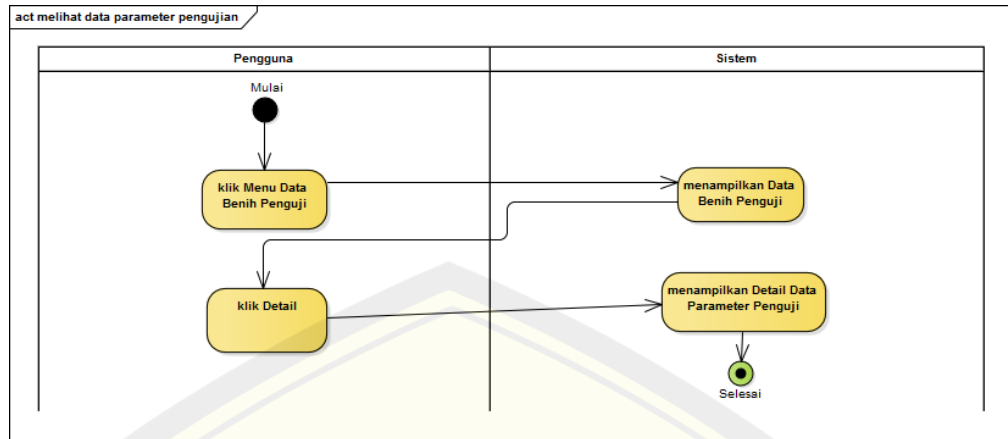 act melihat data parameter pengujian
Pengguna
Sistem
Mulai
klik Menu Data
Benih Penguji
menampilkan Data
Benih Penguji
klik Detail
menampilkan Detail Data
Parameter Penguji
Selesai